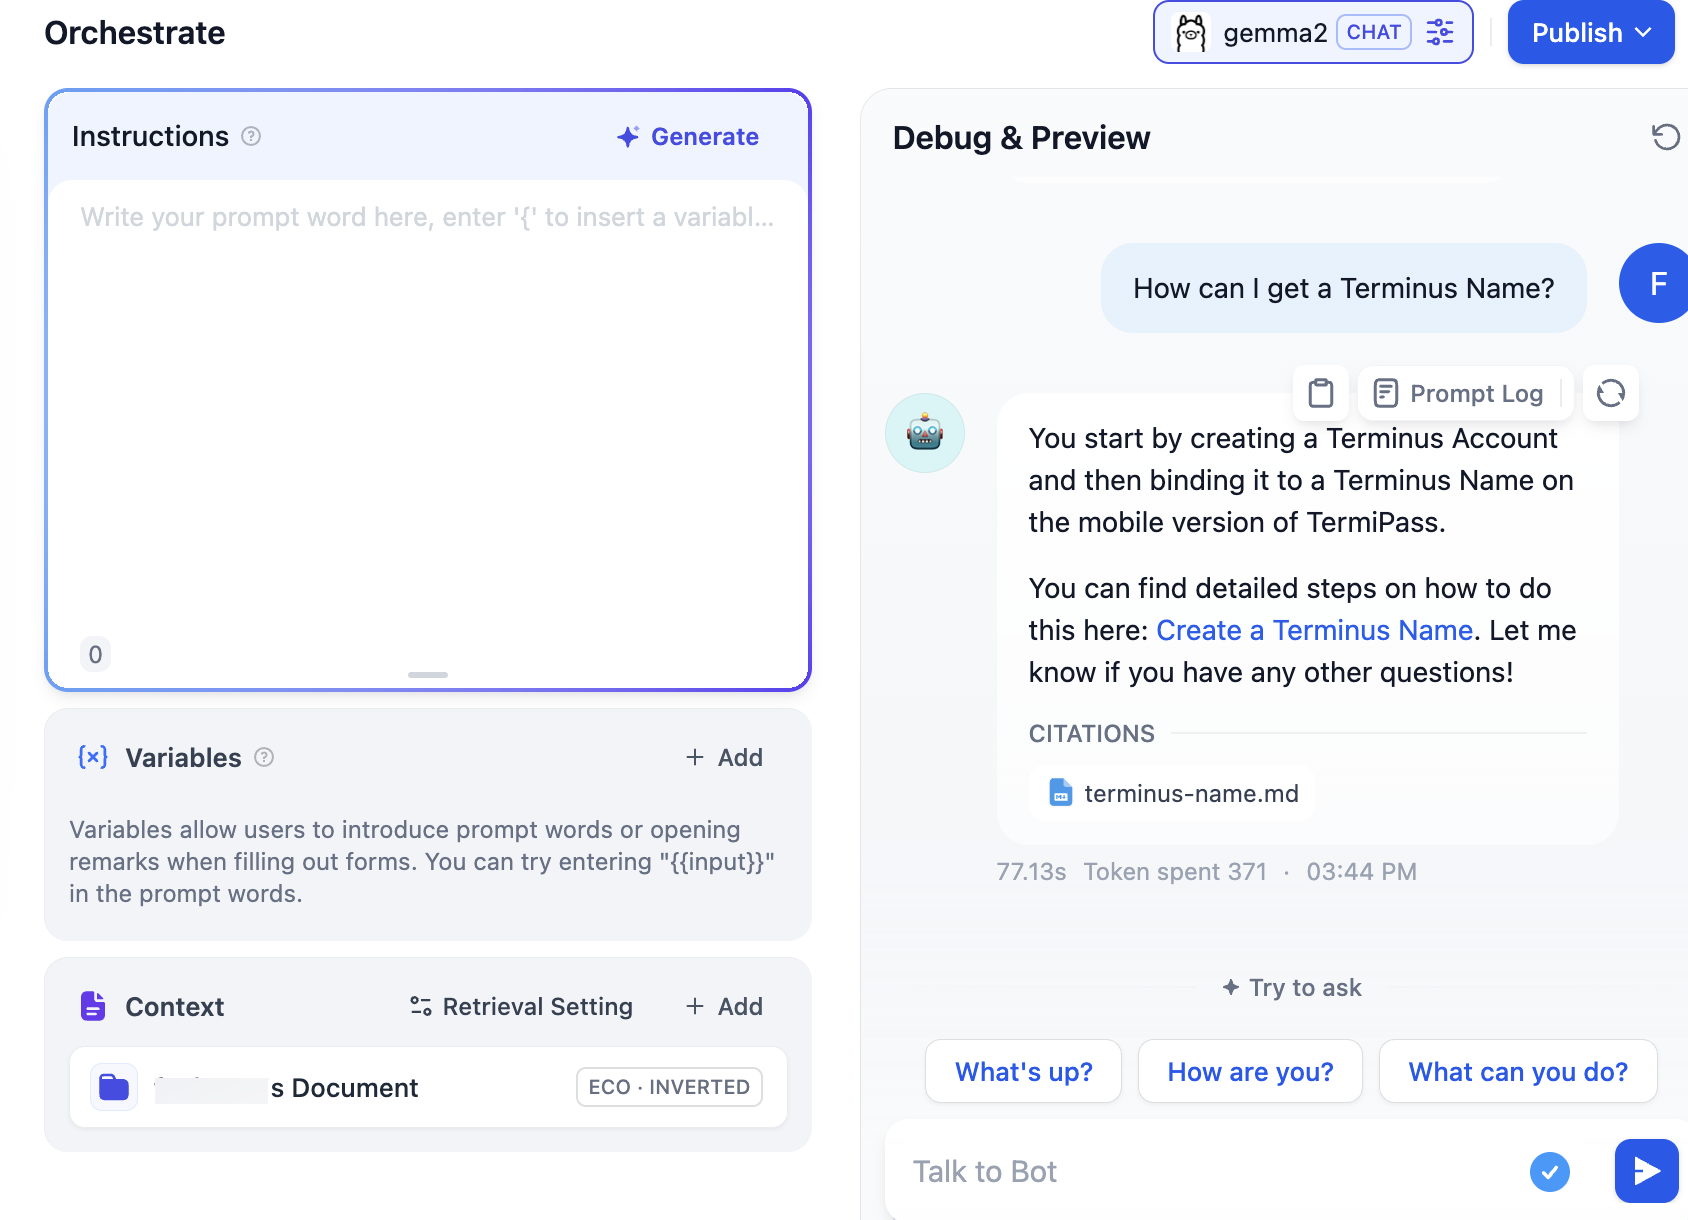 Orchestrate
gemma2 CHAT
Publish
Instructions
Generate
Write your prompt word here, enter '{' to insert a variabl...
0
Variables
+ Add
Variables allow users to introduce prompt words or opening
remarks when filling out forms. You can try entering "{{input}}"
in the prompt words.
Context
Retrieval Setting
+ Add
s Document
ECO · INVERTED
Debug & Preview
How can I get a Terminus Name?
F
Prompt Log
You start by creating a Terminus Account
and then binding it to a Terminus Name on
the mobile version of TermiPass.
You can find detailed steps on how to do
this here: Create a Terminus Name. Let me
know if you have any other questions!
CITATIONS
terminus-name.md
77.13s Token spent 371 · 03:44 PM
Try to ask
What's up?
How are you?
What can you do?
Talk to Bot